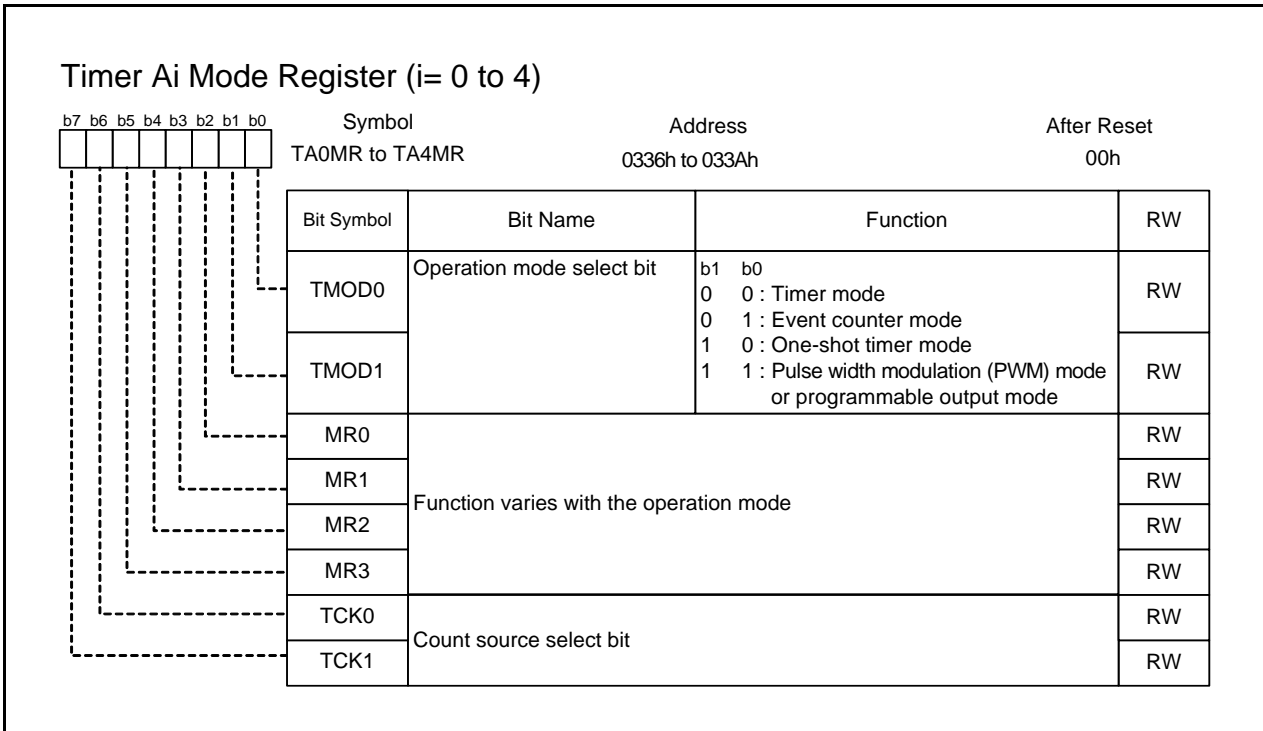 Timer Ai Mode Register (i= 0 to 4)
b7 b6 b5 b4 b3 b2 b1 b0
Symbol Address After Reset
TA0MR to TA4MR 0336h to 033Ah 00h
Bit Symbol Bit Name Function RW
TMOD0 Operation mode select bit b1 b0
0 0 : Timer mode RW
0 1 : Event counter mode
TMOD1 1 0 : One-shot timer mode
1 1 : Pulse width modulation (PWM) mode RW
or programmable output mode
MR0 RW
MR1 RW
Function varies with the operation mode
MR2 RW
MR3 RW
TCK0 RW
Count source select bit
TCK1 RW